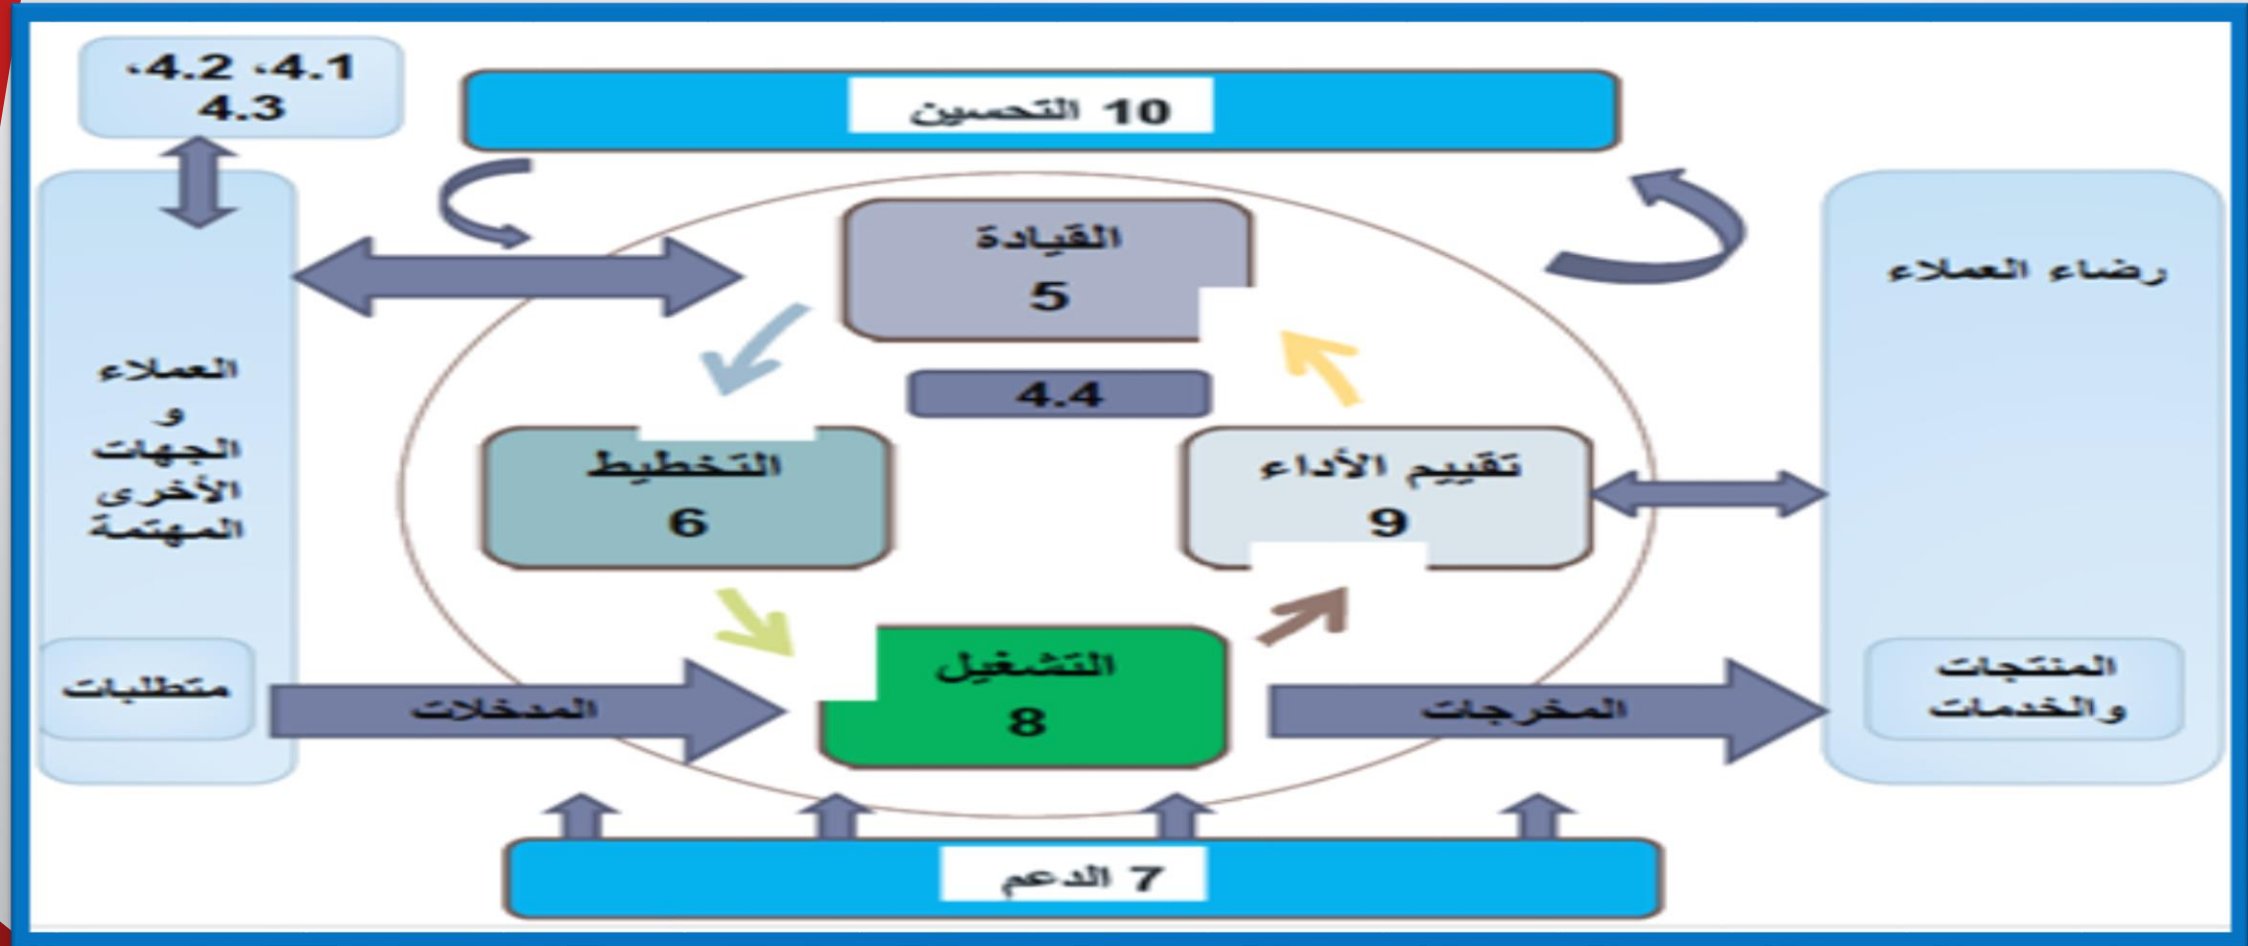 4.1، 4.2،
4.3
10 التحسين
القيادة
5
رضاء العملاء
العملاء
و
الجهات
الأخرى
المهتمة
4.4
التخطيط
6
تقييم الأداء
9
متطلبات
المدخلات
التشغيل
8
المخرجات
المنتجات
والخدمات
7 الدعم